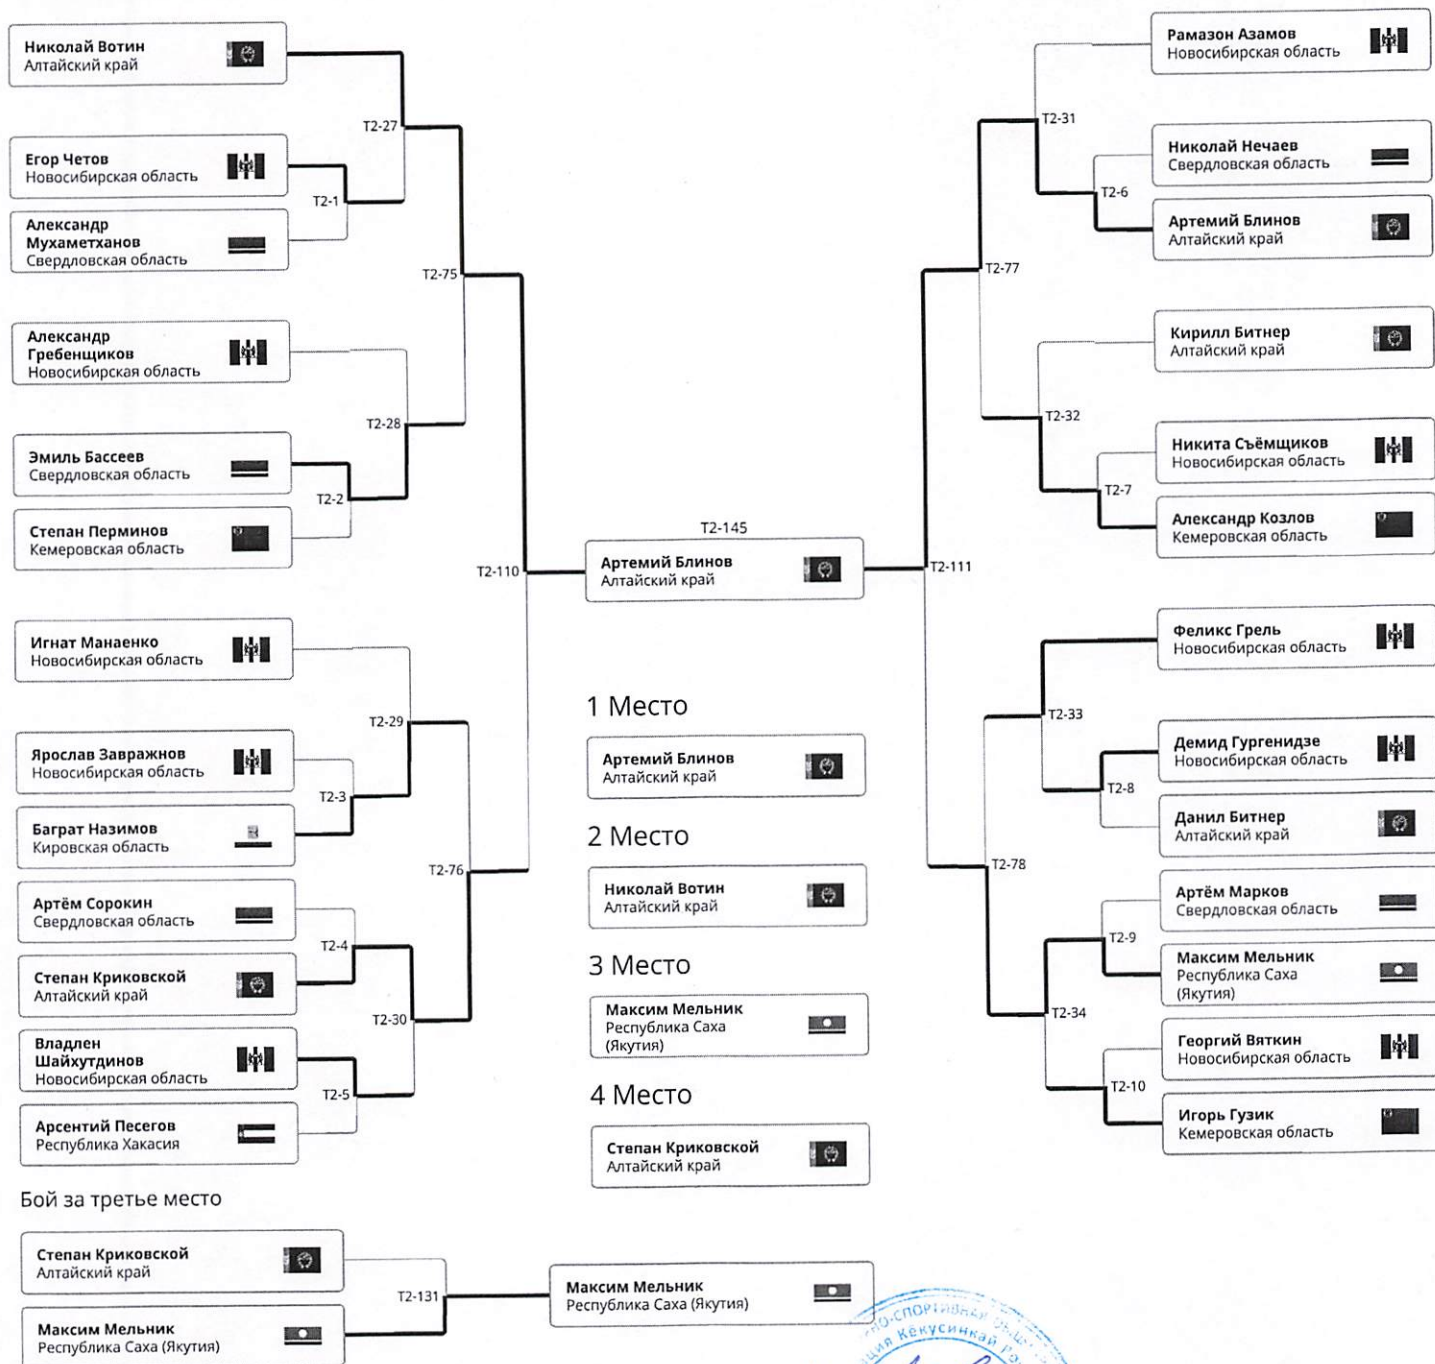 Николай Вотин
Алтайский край
Егор Четов
Новосибирская область
Александр
Мухаметханов
Свердловская область
Александр
Гребенщиков
Новосибирская область
Эмиль Бассеев
Свердловская область
Степан Перминов
Кемеровская область
Игнат Манаенко
Новосибирская область
Ярослав Завражнов
Новосибирская область
Баграт Назимов
Кировская область
Артём Сорокин
Свердловская область
Степан Криковской
Алтайский край
Владлен
Шайхутдинов
Новосибирская область
Арсентий Песегов
Республика Хакасия
T2-27
T2-1
T2-75
T2-28
T2-2
T2-110
T2-29
T2-3
T2-76
T2-4
T2-30
T2-5
T2-145
Артемий Блинов
Алтайский край
1 Место
Артемий Блинов
Алтайский край
2 Место
Николай Вотин
Алтайский край
3 Место
Максим Мельник
Республика Саха
(Якутия)
4 Место
Степан Криковской
Алтайский край
T2-31
T2-6
T2-77
T2-32
T2-7
T2-111
T2-33
T2-8
T2-78
T2-9
T2-34
T2-10
Рамазон Азамов
Новосибирская область
Николай Нечаев
Свердловская область
Артемий Блинов
Алтайский край
Кирилл Битнер
Алтайский край
Никита Съёмщиков
Новосибирская область
Александр Козлов
Кемеровская область
Феликс Грель
Новосибирская область
Демид Гургенидзе
Новосибирская область
Данил Битнер
Алтайский край
Артём Марков
Свердловская область
Максим Мельник
Республика Саха
(Якутия)
Георгий Вяткин
Новосибирская область
Игорь Гузик
Кемеровская область
Бой за третье место
Степан Криковской
Алтайский край
Максим Мельник
Республика Саха (Якутия)
T2-131
Максим Мельник
Республика Саха (Якутия)